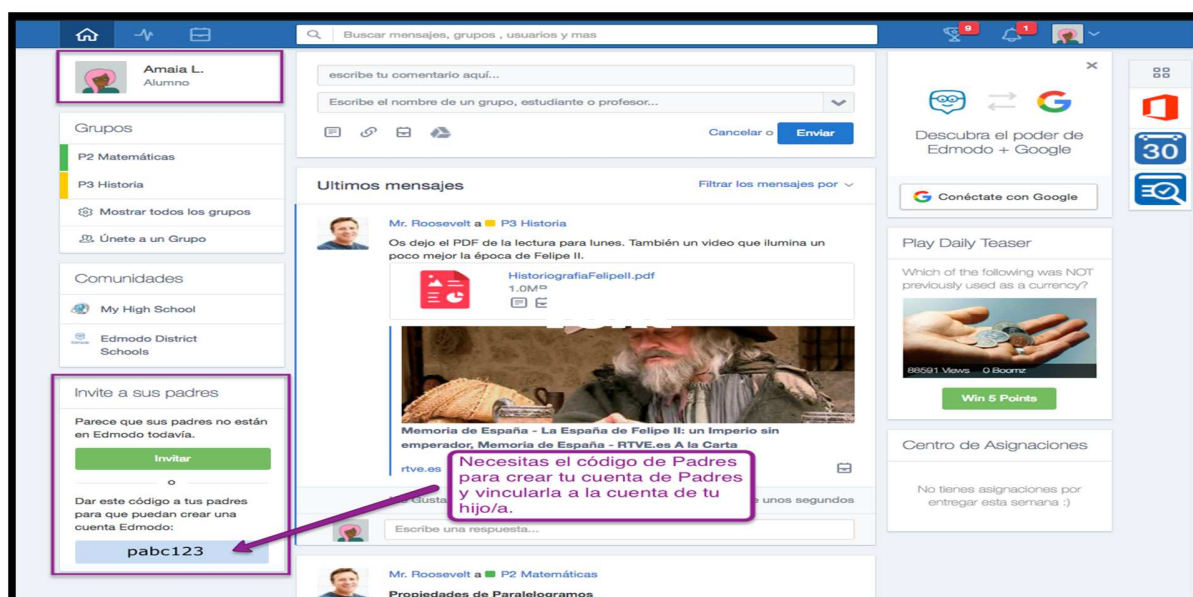 Buscar mensajes, grupos , usuarios y mas
9
1
Amaia L.
Alumno
Grupos
P2 Matemáticas
P3 Historia
Mostrar todos los grupos
Únete a un Grupo
Comunidades
My High School
Edmodo District
Schools
Invite a sus padres
Parece que sus padres no están
en Edmodo todavía.
Invitar
o
Dar este código a tus padres
para que puedan crear una
cuenta Edmodo:
pabc123
escribe tu comentario aquí...
Escribe el nombre de un grupo, estudiante o profesor...
Cancelar o
Enviar
Ultimos mensajes
Filtrar los mensajes por
Mr. Roosevelt a P3 Historia
Os dejo el PDF de la lectura para lunes. También un video que ilumina un
poco mejor la época de Felipe II.
HistoriografiaFelipeII.pdf
1.0M
Memoria de España - La España de Felipe II: un Imperio sin
emperador, Memoria de España - RTVE.es A la Carta
rtve.es
Necesitas el código de Padres
para crear tu cuenta de Padres
y vincularla a la cuenta de tu
hijo/a.
unos segundos
Escribe una respuesta...
Mr. Roosevelt a P2 Matemáticas
Propiedades de Paralelogramos
Descubra el poder de
Edmodo + Google
G Conéctate con Google
Play Daily Teaser
Which of the following was NOT
previously used as a currency?
88591 Views 0 Boomz
Win 5 Points
Centro de Asignaciones
No tienes asignaciones por
entregar esta semana :)
30